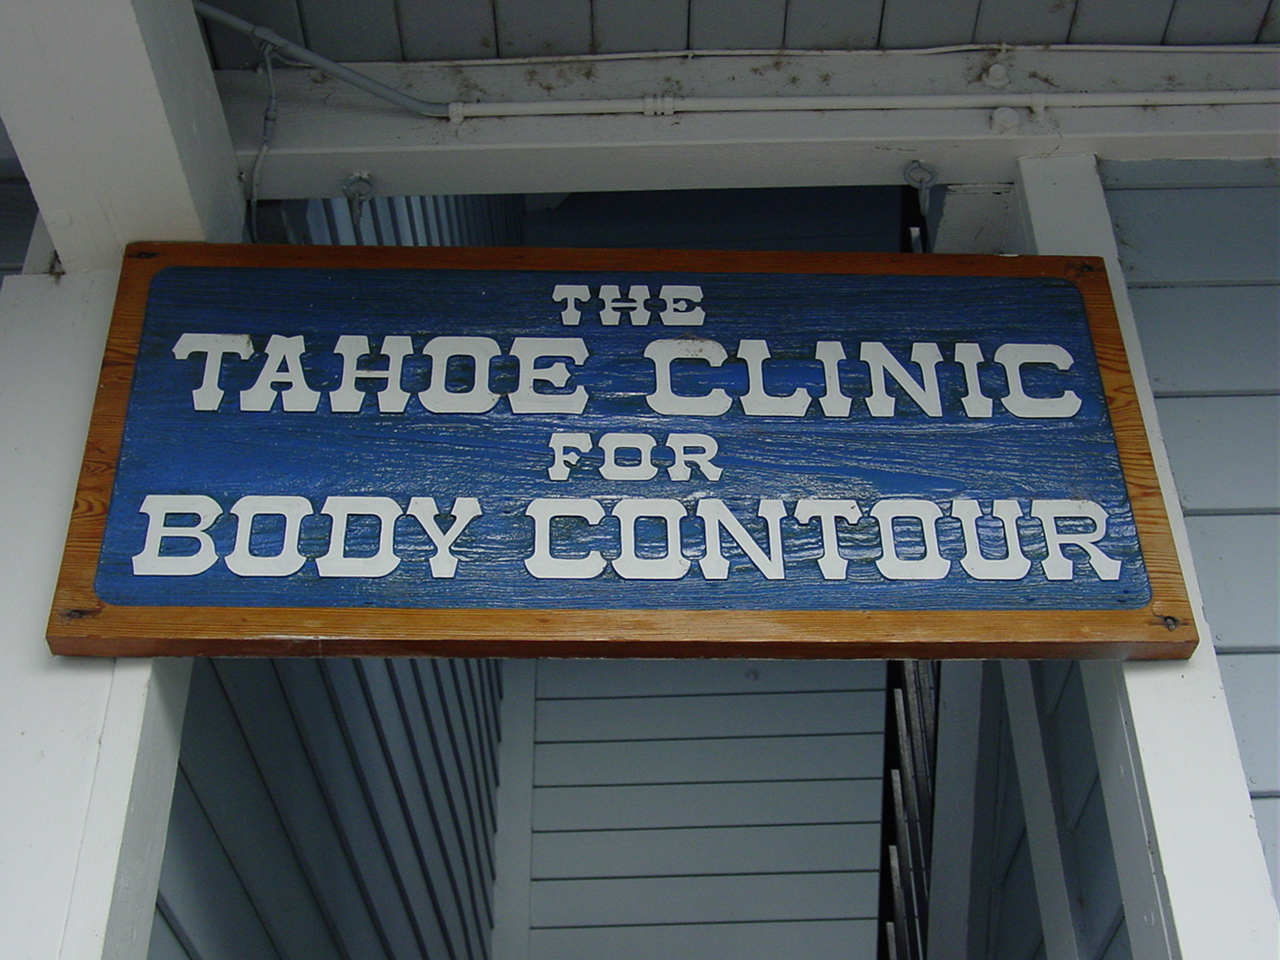 THE
TAHOE CLINIC
FOR
BODY CONTOUR